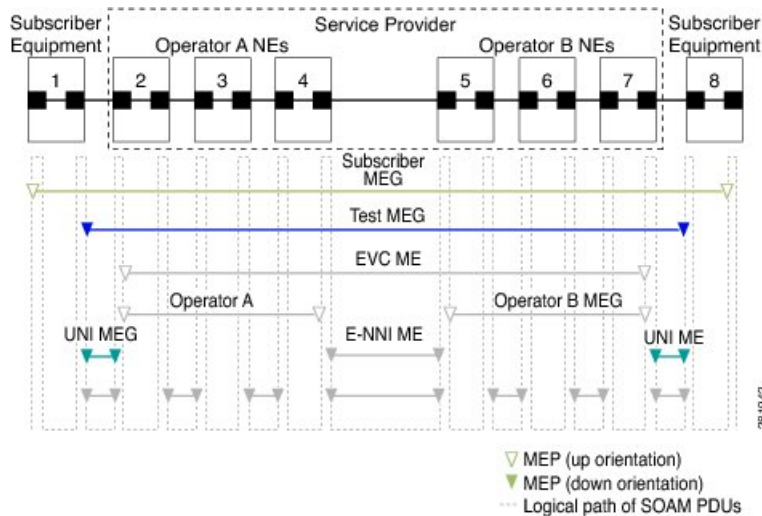 Subscriber
Equipment
Service Provider
Subscriber
Equipment
Operator A NEs
Operator B NEs
1
2
3
4
5
6
7
8
Subscriber
MEG
Test MEG
EVC ME
Operator A
Operator B MEG
UNI MEG
E-NNI ME
UNI ME
MEP (up orientation)
MEP (down orientation)
Logical path of SOAM PDUs